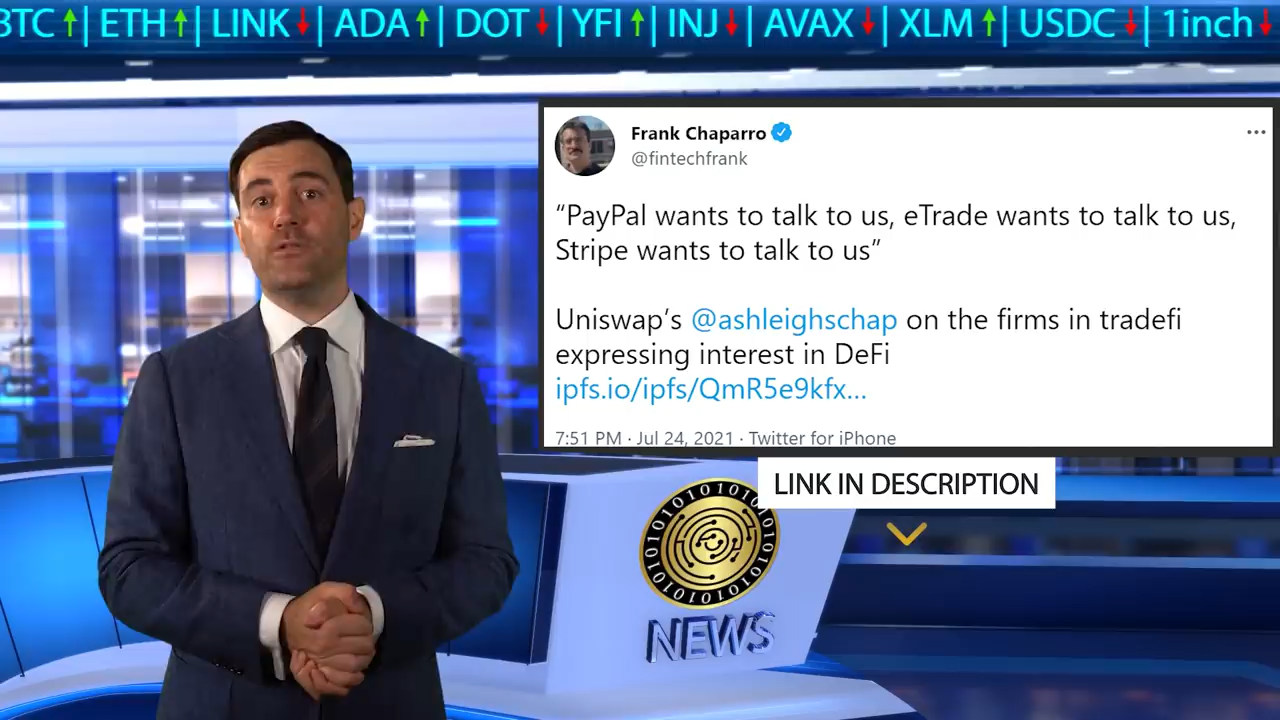 BTC↑| ETH↑| LINK↓| ADA↑| DOT↓| YFI↑| INJ↓| AVAX↓| XLM↑| USDC↓| 1inch↓
Frank Chaparro
@fintechfrank
“PayPal wants to talk to us, eTrade wants to talk to us,
Stripe wants to talk to us”
Uniswap’s @ashleighschap on the firms in tradefi
expressing interest in DeFi
ipfs.io/ipfs/QmR5e9kfx...
7:51 PM · Jul 24, 2021 · Twitter for iPhone
LINK IN DESCRIPTION
NEWS